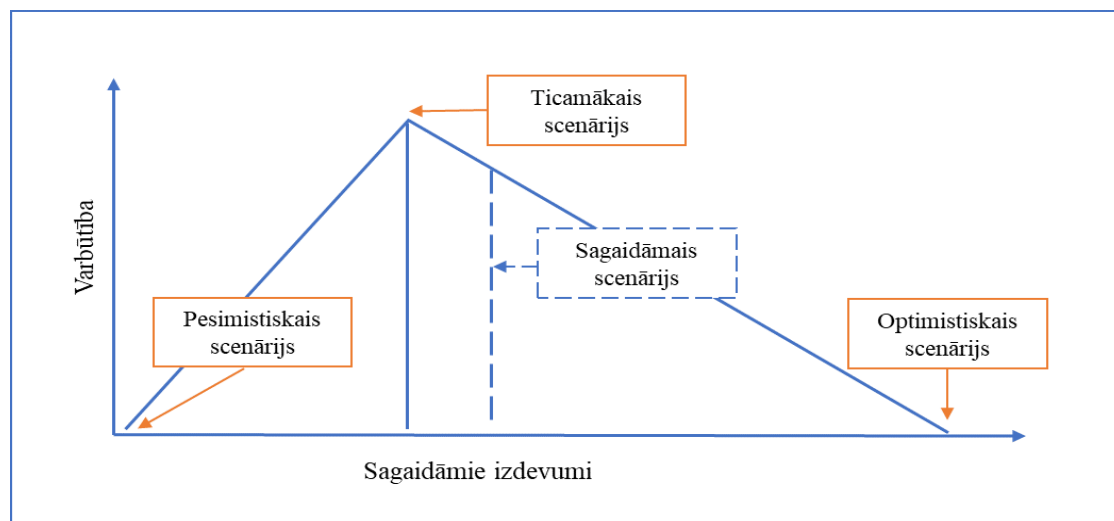 Ticamākais
scenārijs
Varbūtība
Sagaidāmais
scenārijs
Pesimistiskais
scenārijs
Optimistiskais
scenārijs
Sagaidāmie izdevumi